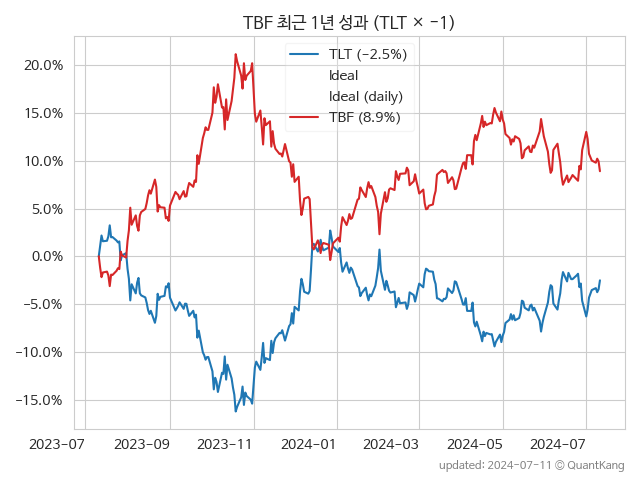 TBF 최근 1년 성과 (TLT × −1)
TLT (−2.5%)
Ideal
Ideal (daily)
TBF (8.9%)
20.0%
15.0%
10.0%
5.0%
0.0%
−5.0%
−10.0%
−15.0%
2023-07 2023-09 2023-11 2024-01 2024-03 2024-05 2024-07
updated: 2024-07-11 © QuantKang